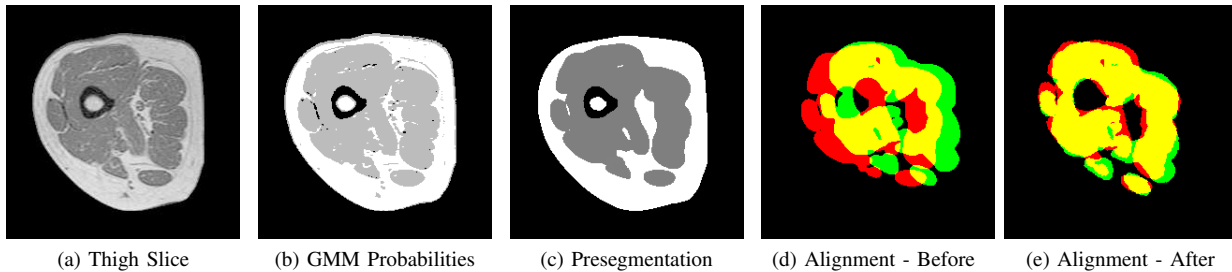 (a) Thigh Slice
(b) GMM Probabilities
(c) Presegmentation
(d) Alignment - Before
(e) Alignment - After